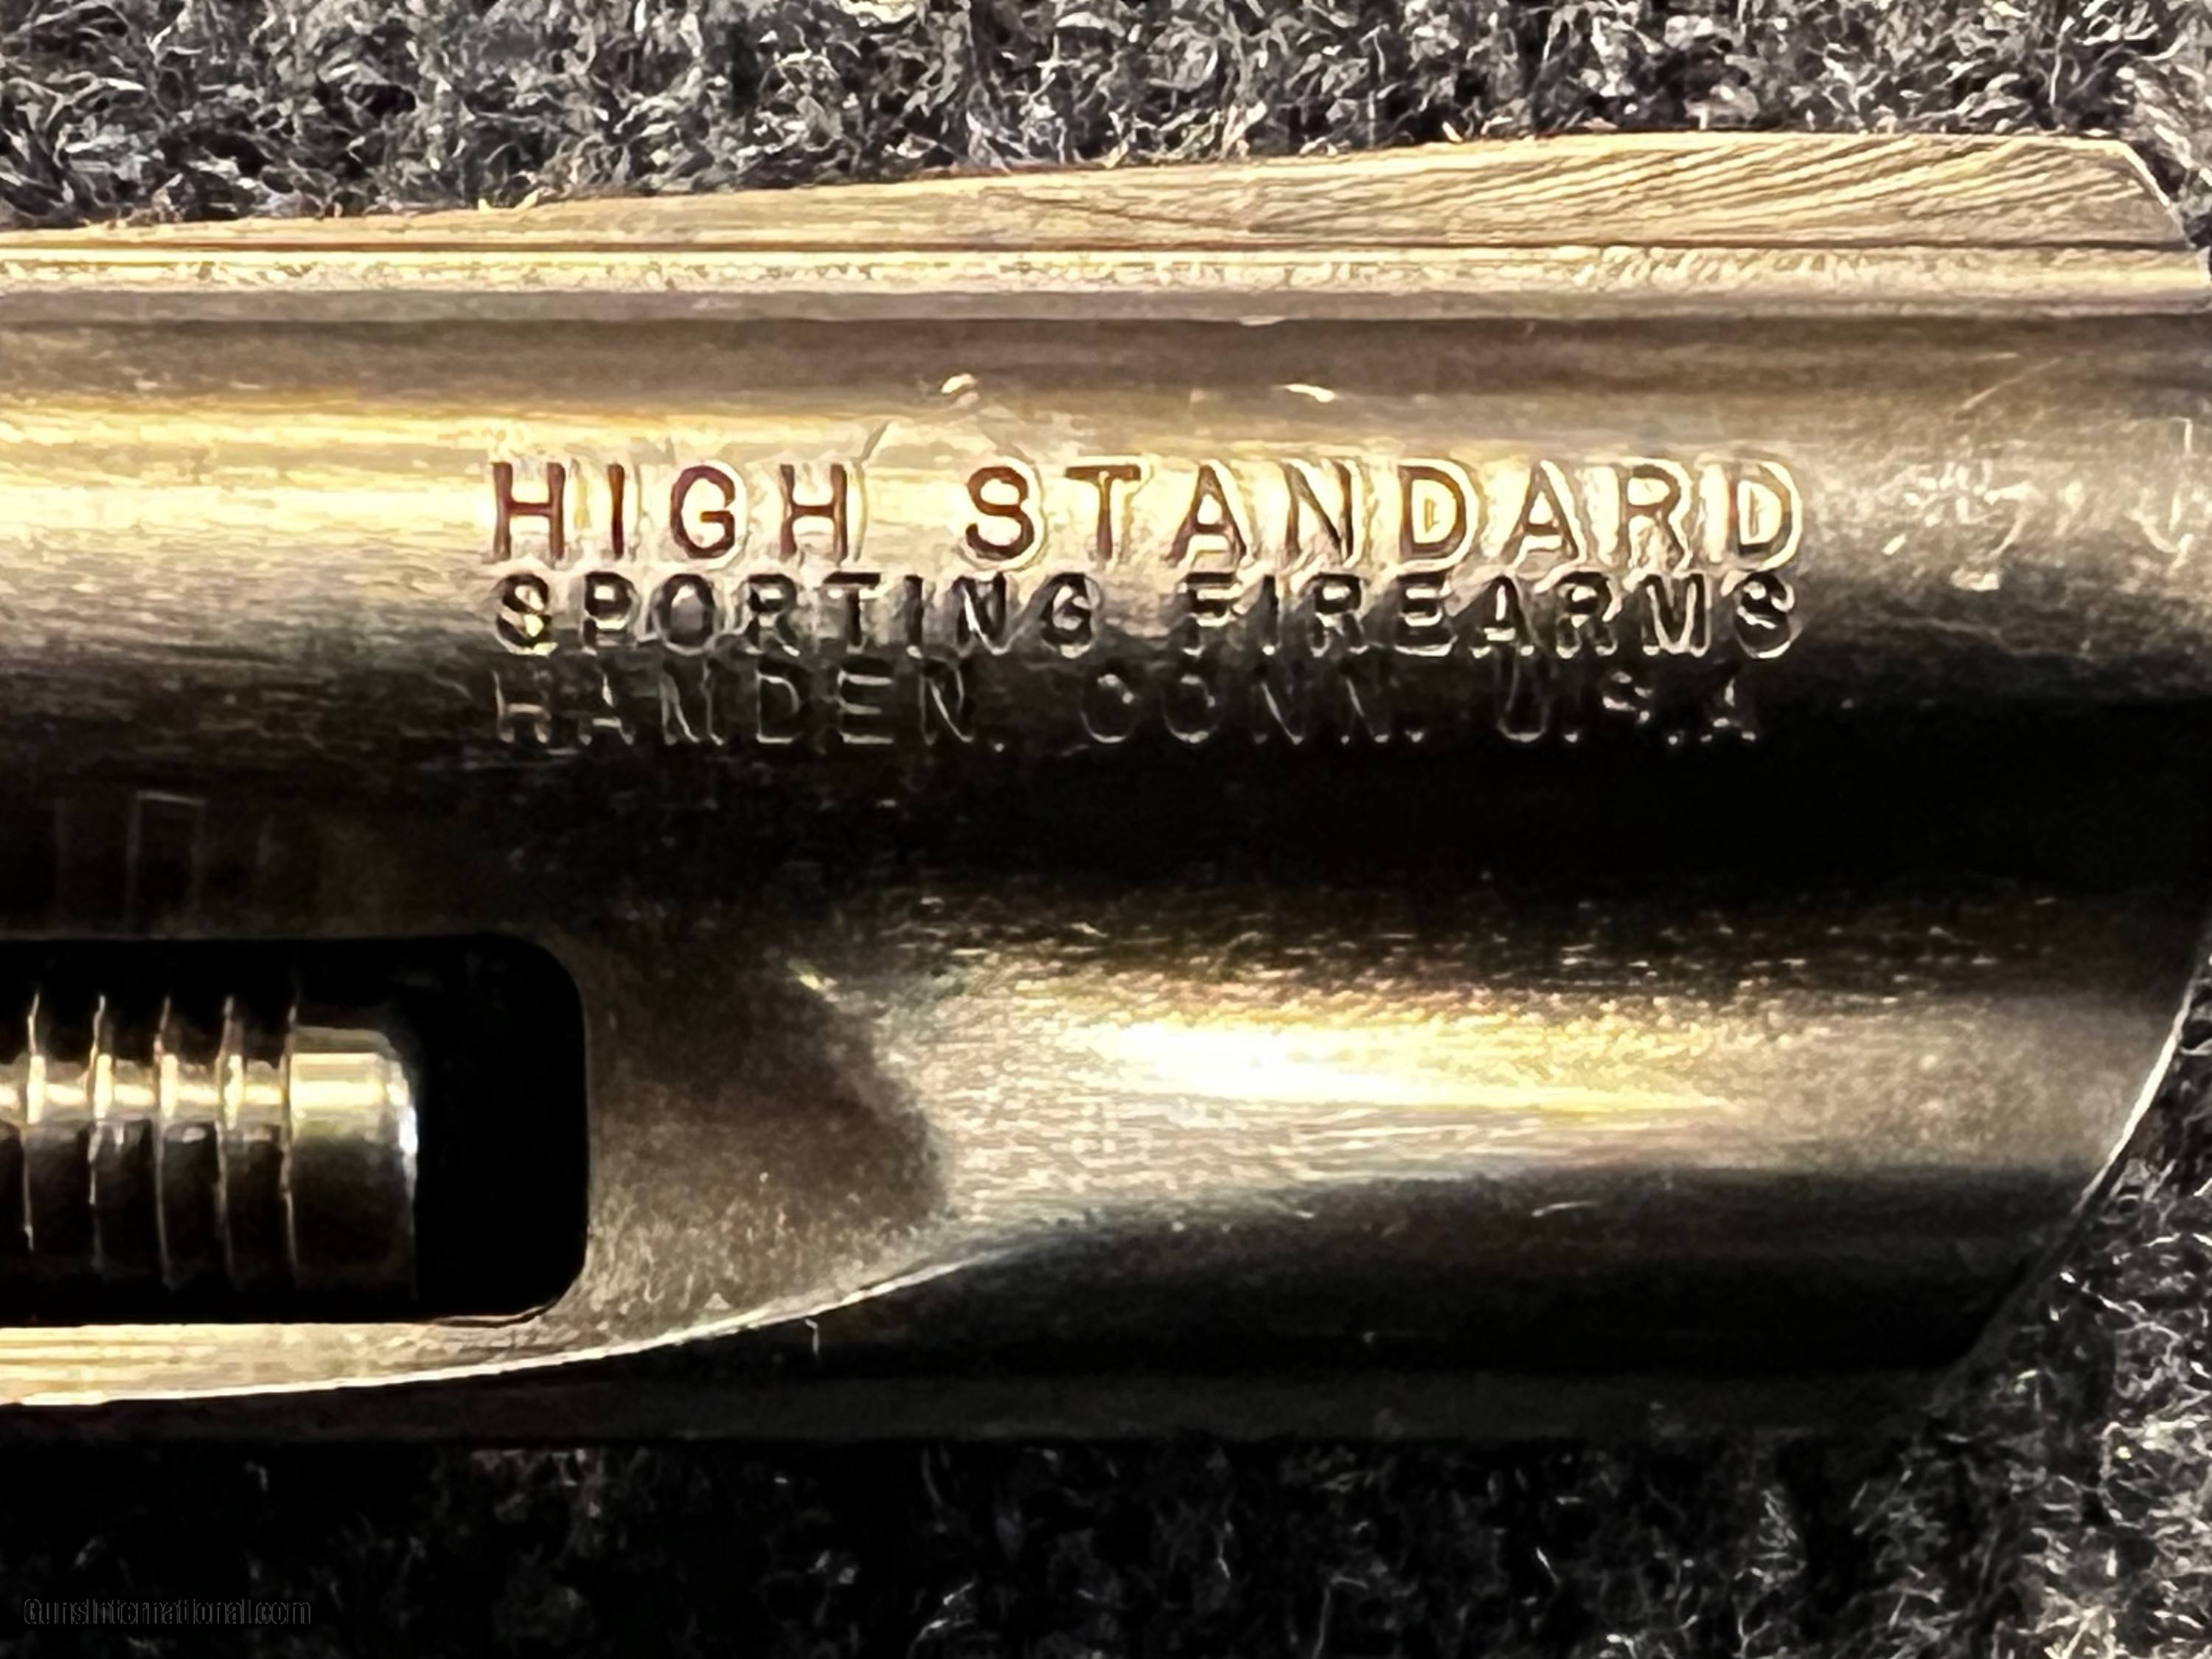 HIGH STANDARD
SPORTING FIREARMS
HAMDEN. CONN. U.S.A
GunsInternational.com